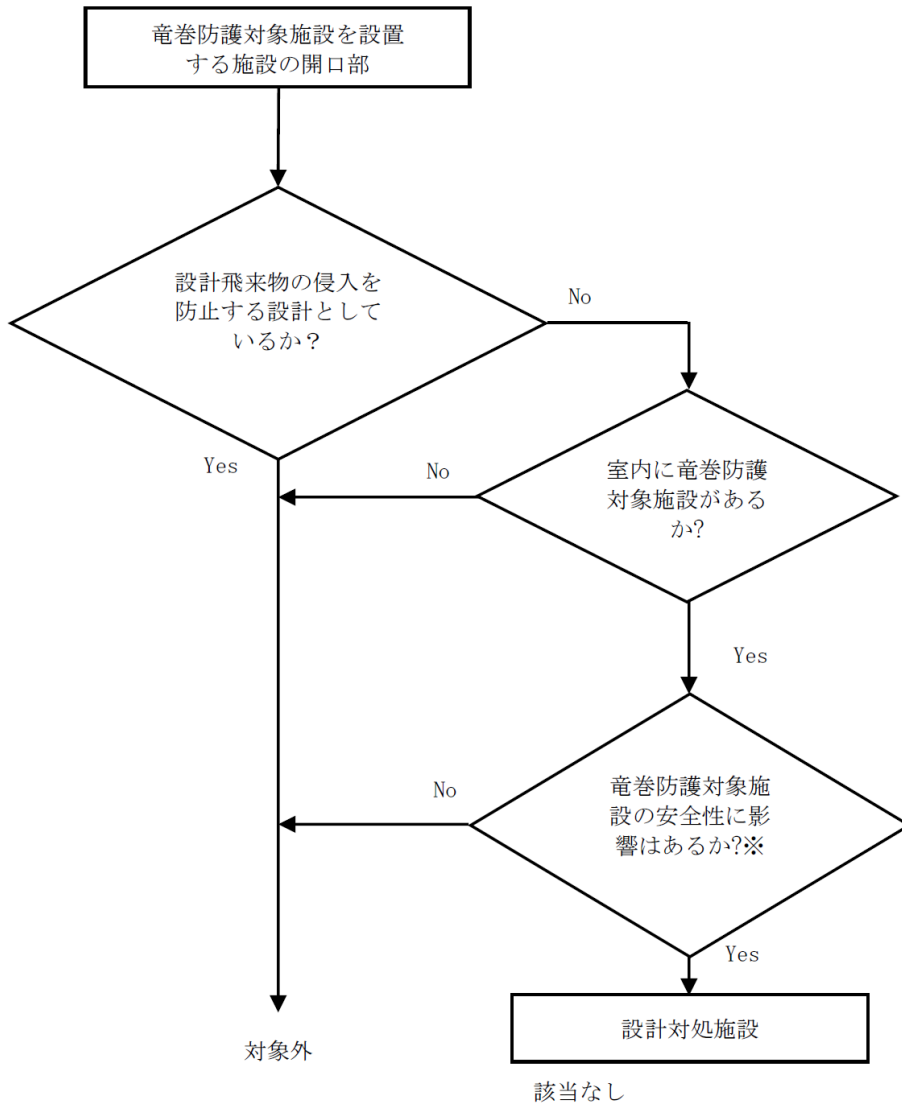 竜巻防護対象施設を設置
する施設の開口部
設計飛来物の侵入を
防止する設計として
いるか？
No
Yes
No
室内に竜巻防護
対象施設がある
か?
Yes
No
竜巻防護対象施
設の安全性に影
響はあるか?※
Yes
設計対処施設
対象外
該当なし